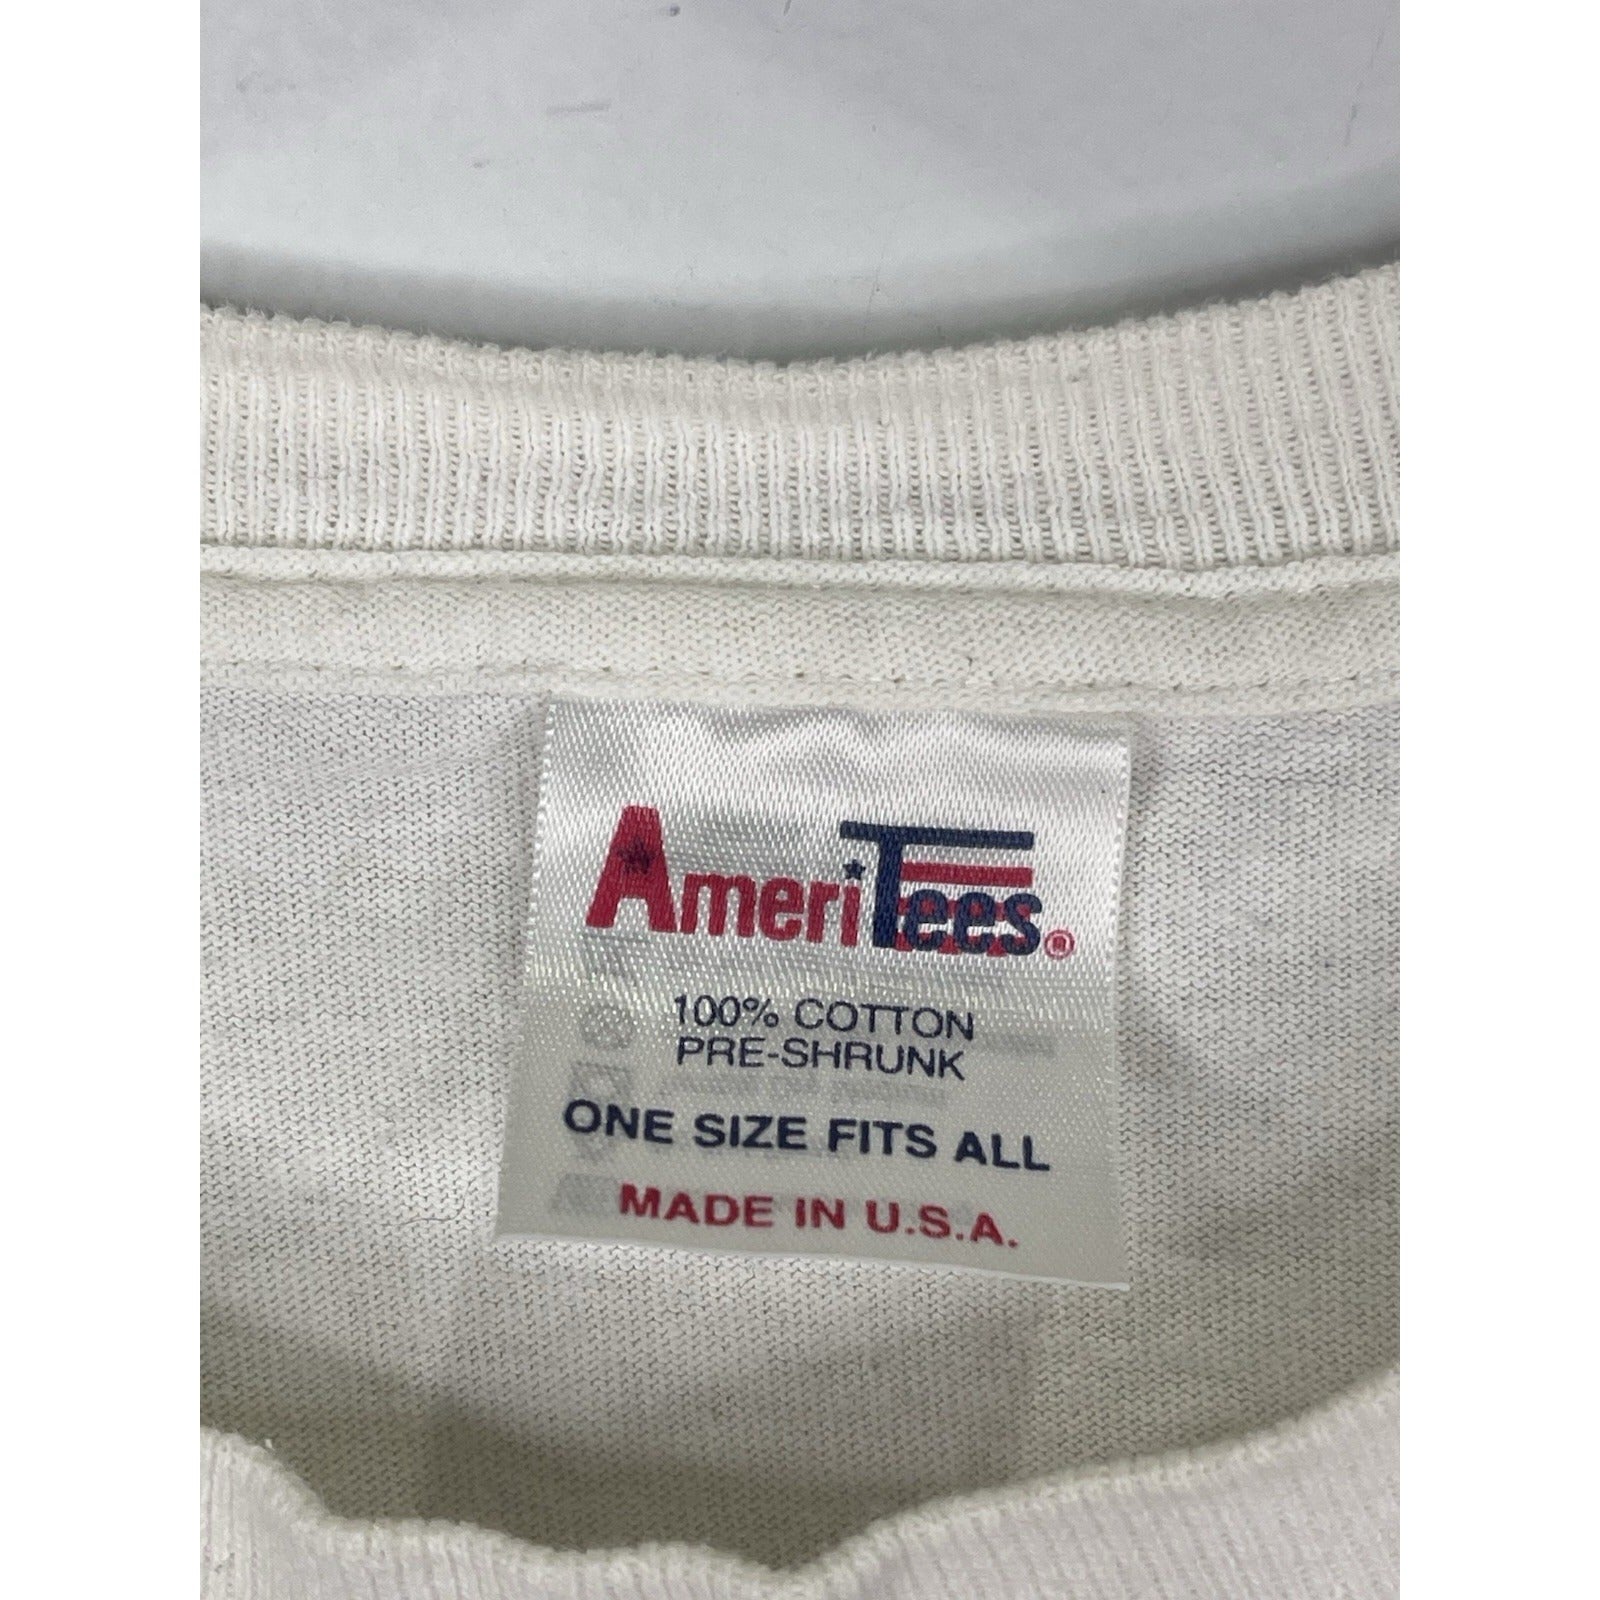 AmeriTees®
100% COTTON
PRE-SHRUNK
ONE SIZE FITS ALL
MADE IN U.S.A.